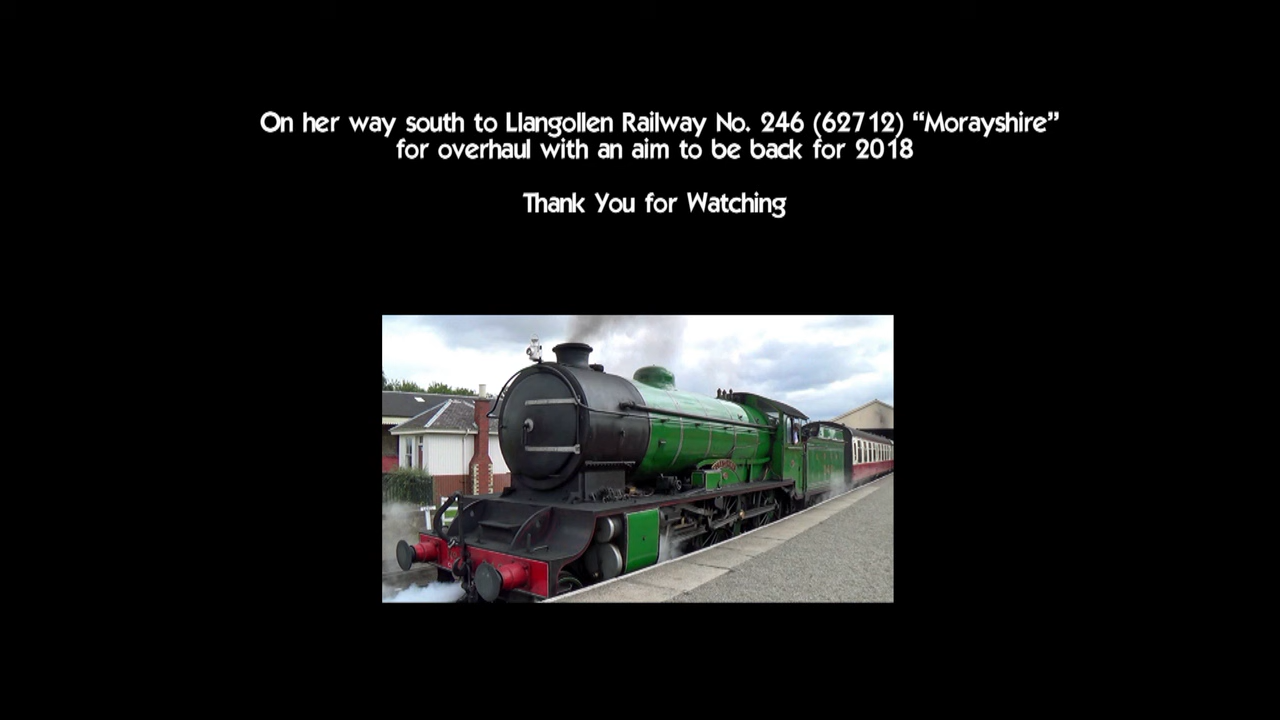 On her way south to Llangollen Railway No. 246 (62712) “Morayshire”
for overhaul with an aim to be back for 2018
Thank You for Watching